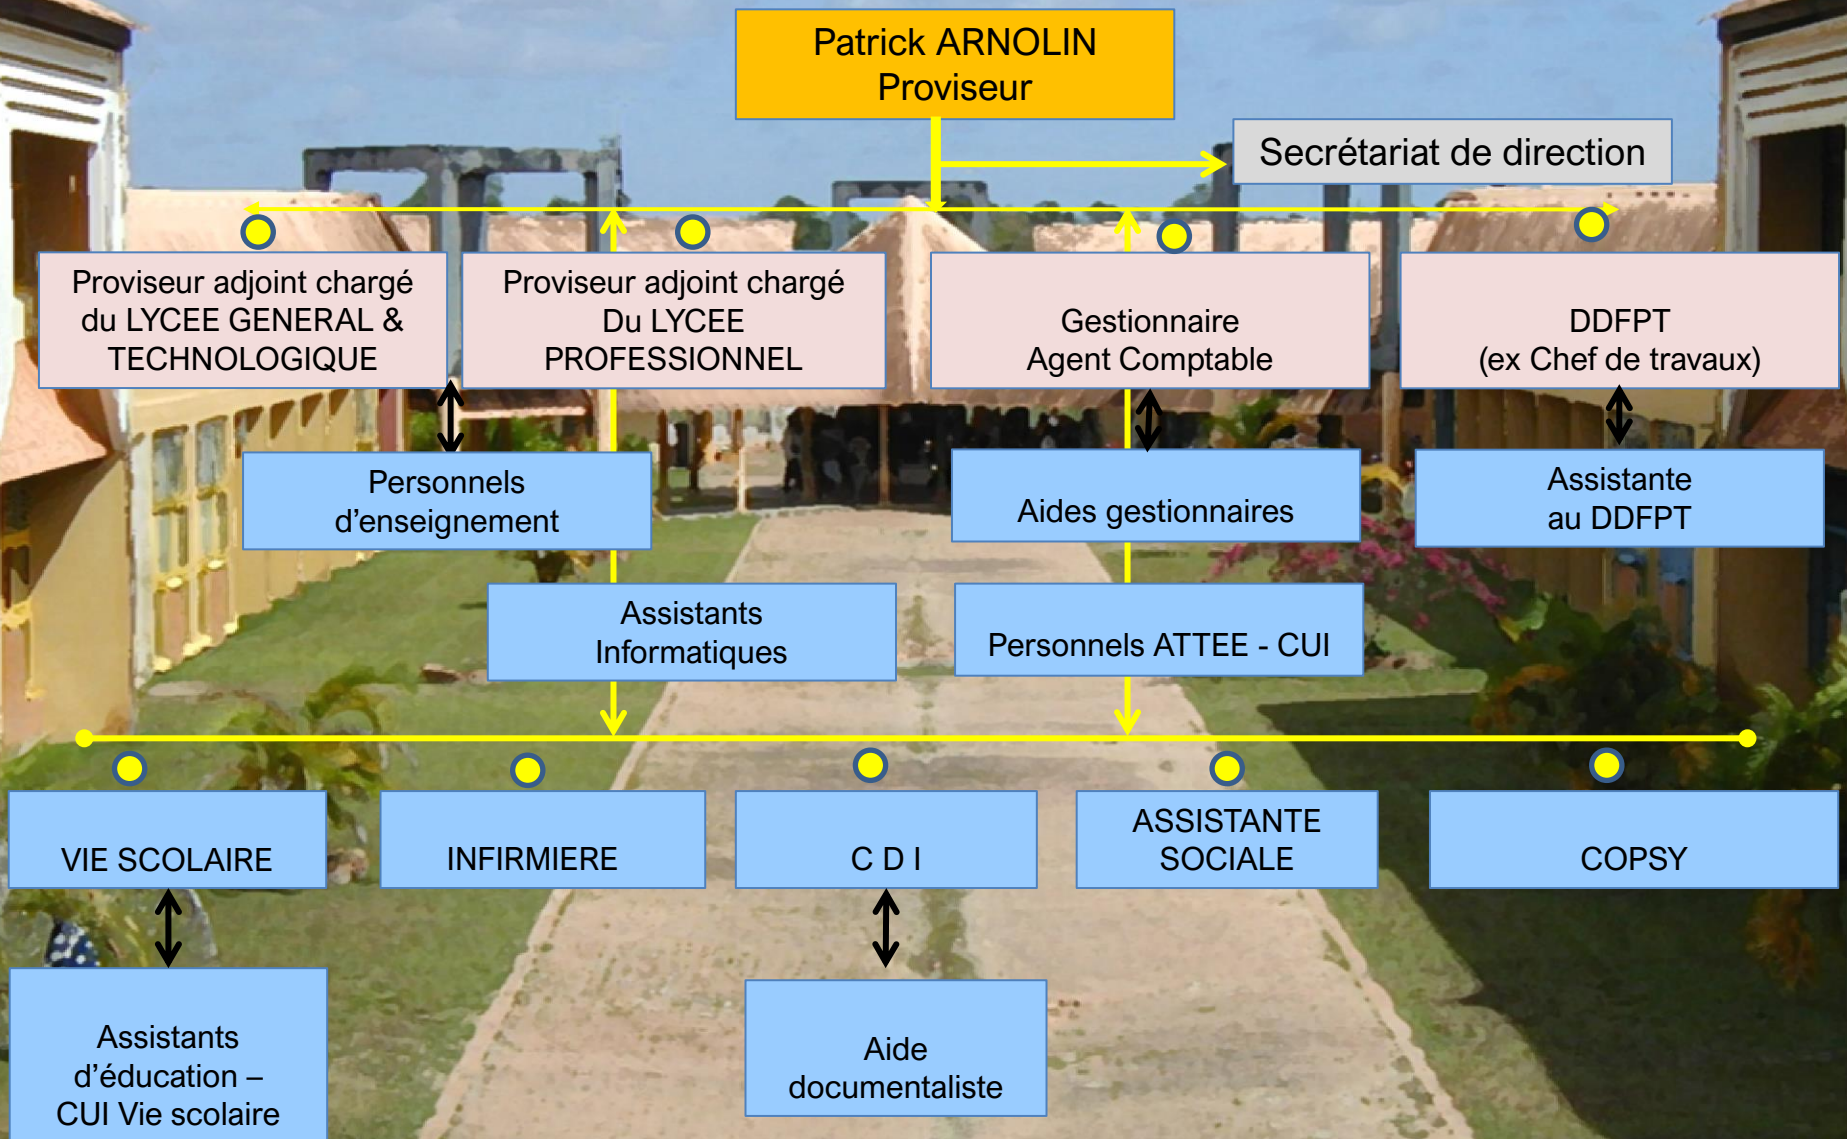 Patrick ARNOLIN
Proviseur
Secrétariat de direction
Proviseur adjoint chargé
du LYCEE GENERAL &
TECHNOLOGIQUE
Proviseur adjoint chargé
Du LYCEE
PROFESSIONNEL
Gestionnaire
Agent Comptable
DDFPT
(ex Chef de travaux)
Personnels
d’enseignement
Aides gestionnaires
Assistante
au DDFPT
Assistants
Informatiques
Personnels ATTEE - CUI
VIE SCOLAIRE
INFIRMIERE
C D I
ASSISTANTE
SOCIALE
COPSY
Assistants
d’éducation –
CUI Vie scolaire
Aide
documentaliste